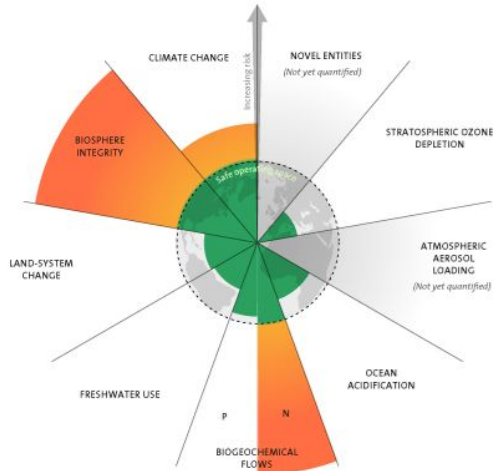 CLIMATE CHANGE
Increasing risk
NOVEL ENTITIES
(Not yet quantified)
STRATOSPHERIC OZONE
DEPLETION
BIOSPHERE
INTEGRITY
Safe operating space
ATMOSPHERIC
AEROSOL
LOADING
(Not yet quantified)
LAND-SYSTEM
CHANGE
OCEAN
ACIDIFICATION
FRESHWATER USE
P
N
BIOGEOCHEMICAL
FLOWS